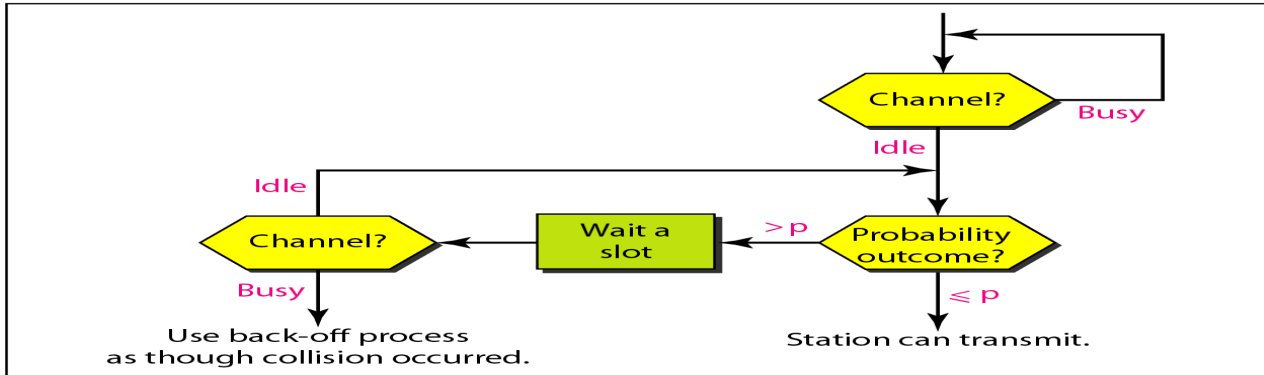 Channel?
Busy
Idle
Idle
Channel?
Wait a
slot
> p
Probability
outcome?
Busy
⩽ p
Use back-off process
as though collision occurred.
Station can transmit.